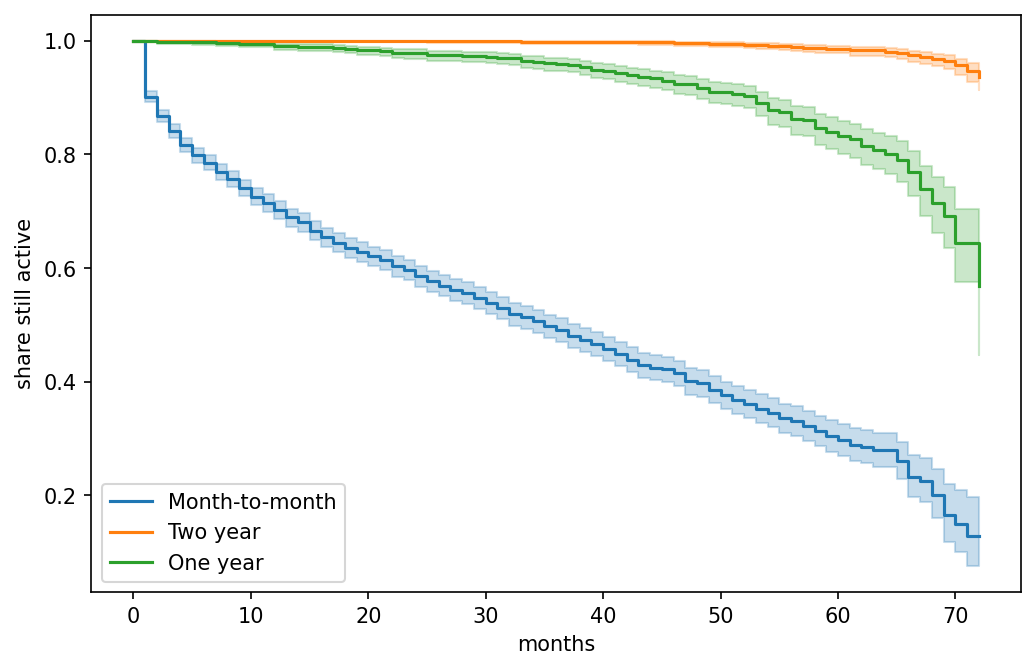 1.0
0.8
0.6
0.4
0.2
share still active
Month-to-month
Two year
One year
0 10 20 30 40 50 60 70
months